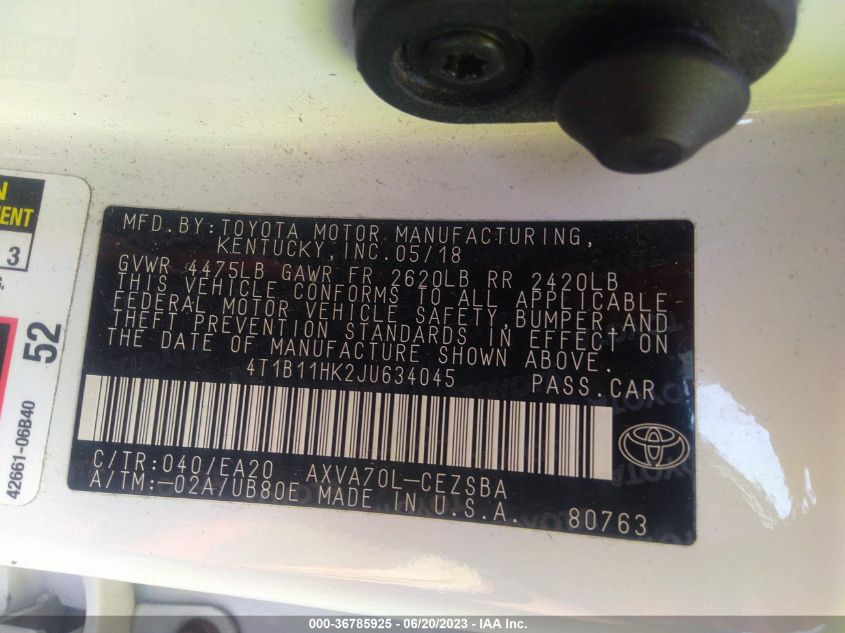 MFD. BY: TOYOTA MOTOR MANUFACTURING,
KENTUCKY, INC. 05/18
GVWR 4475LB GAWR FR 2620LB RR 2420LB
THIS VEHICLE CONFORMS TO ALL APPLICABLE
FEDERAL MOTOR VEHICLE SAFETY, BUMPER, AND
THEFT PREVENTION STANDARDS IN EFFECT ON
THE DATE OF MANUFACTURE SHOWN ABOVE.
4T1B11HK2JU634045 PASS. CAR
C/TR: 040/EA20 AXVA70L-CEZSBA
A/TM: -02A/UB80E MADE IN U.S.A. 80763
3
52
42661-06B40
000-36785925 - 06/20/2023 - IAA Inc.